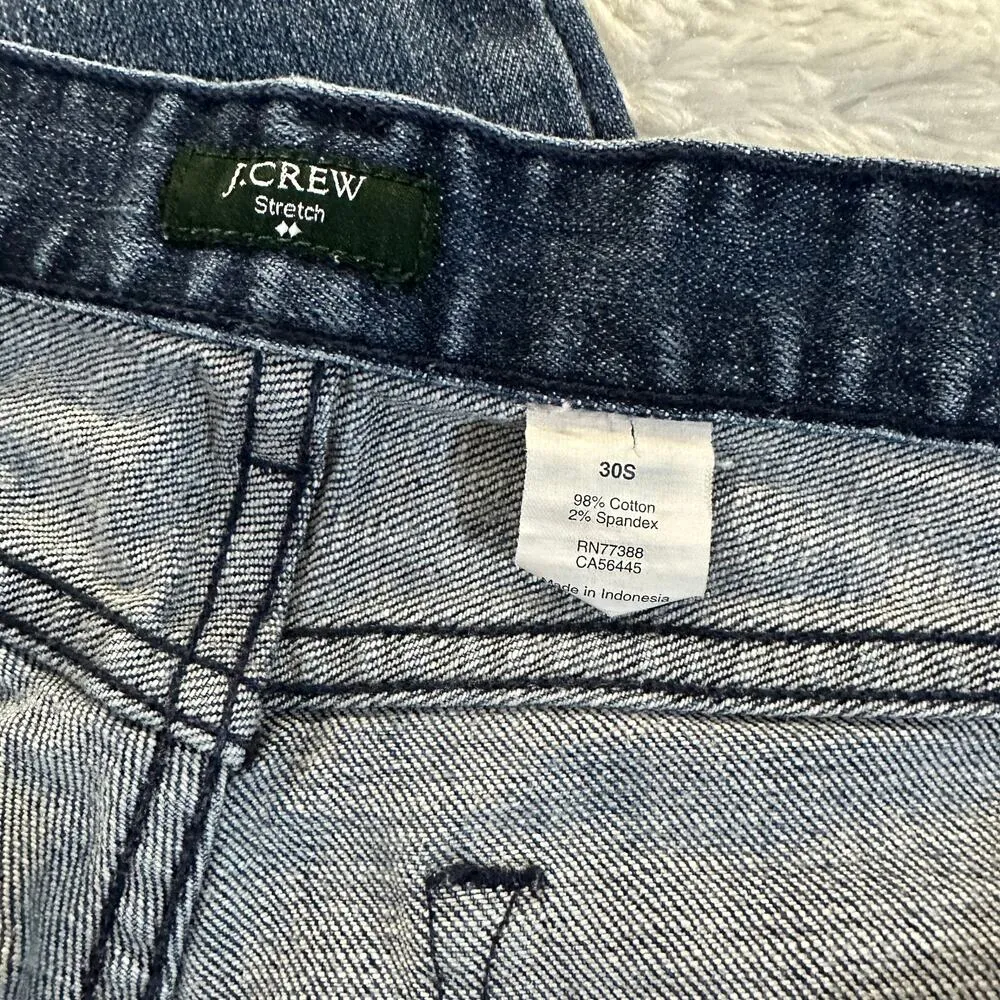 J.CREW
Stretch
30S
98% Cotton
2% Spandex
RN77388
CA56445
Made in Indonesia